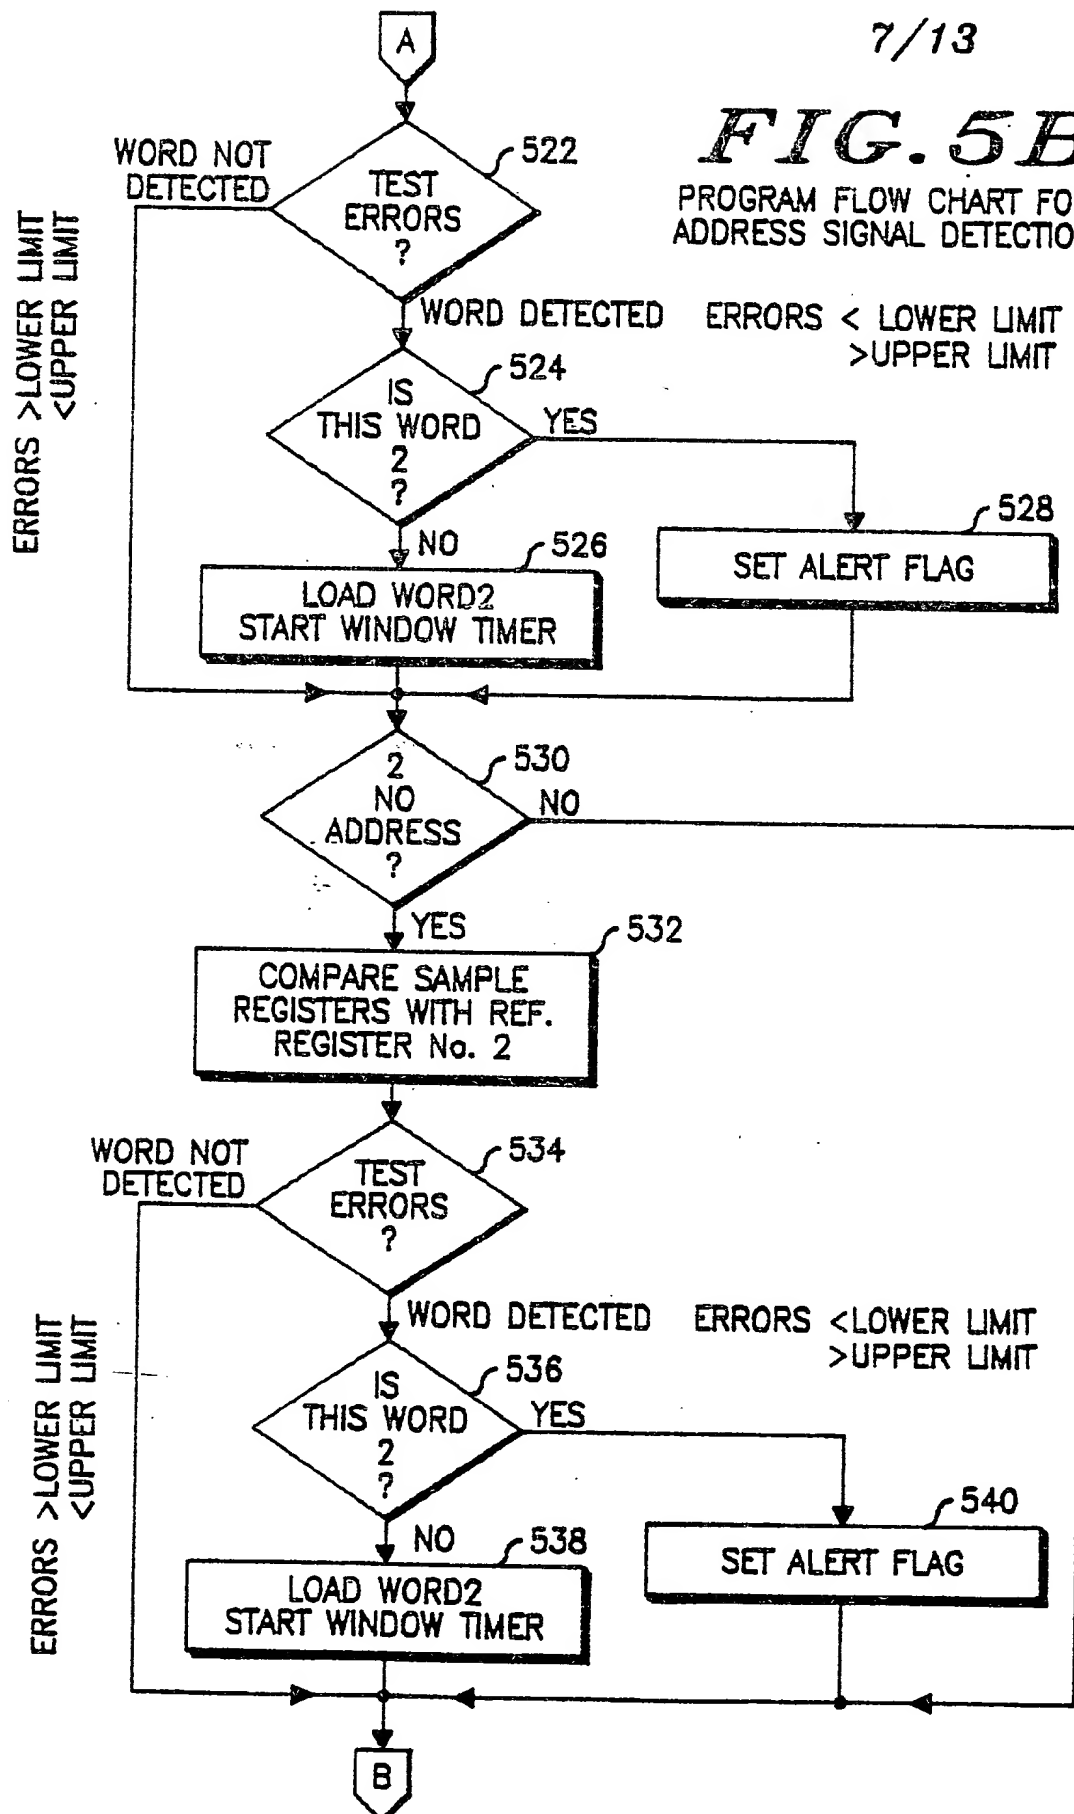 7/13
A
FIG. 5B
PROGRAM FLOW CHART FO
ADDRESS SIGNAL DETECTIO
522
WORD NOT
DETECTED
TEST
ERRORS
?
ERRORS >LOWER LIMIT
<UPPER LIMIT
WORD DETECTED ERRORS < LOWER LIMIT
>UPPER LIMIT
524
IS
THIS WORD
2
?
YES
NO
526
LOAD WORD2
START WINDOW TIMER
528
SET ALERT FLAG
530
2
NO
ADDRESS
?
NO
YES
532
COMPARE SAMPLE
REGISTERS WITH REF.
REGISTER No. 2
534
WORD NOT
DETECTED
TEST
ERRORS
?
ERRORS >LOWER LIMIT
<UPPER LIMIT
WORD DETECTED ERRORS <LOWER LIMIT
>UPPER LIMIT
536
IS
THIS WORD
2
?
YES
NO
538
LOAD WORD2
START WINDOW TIMER
540
SET ALERT FLAG
B